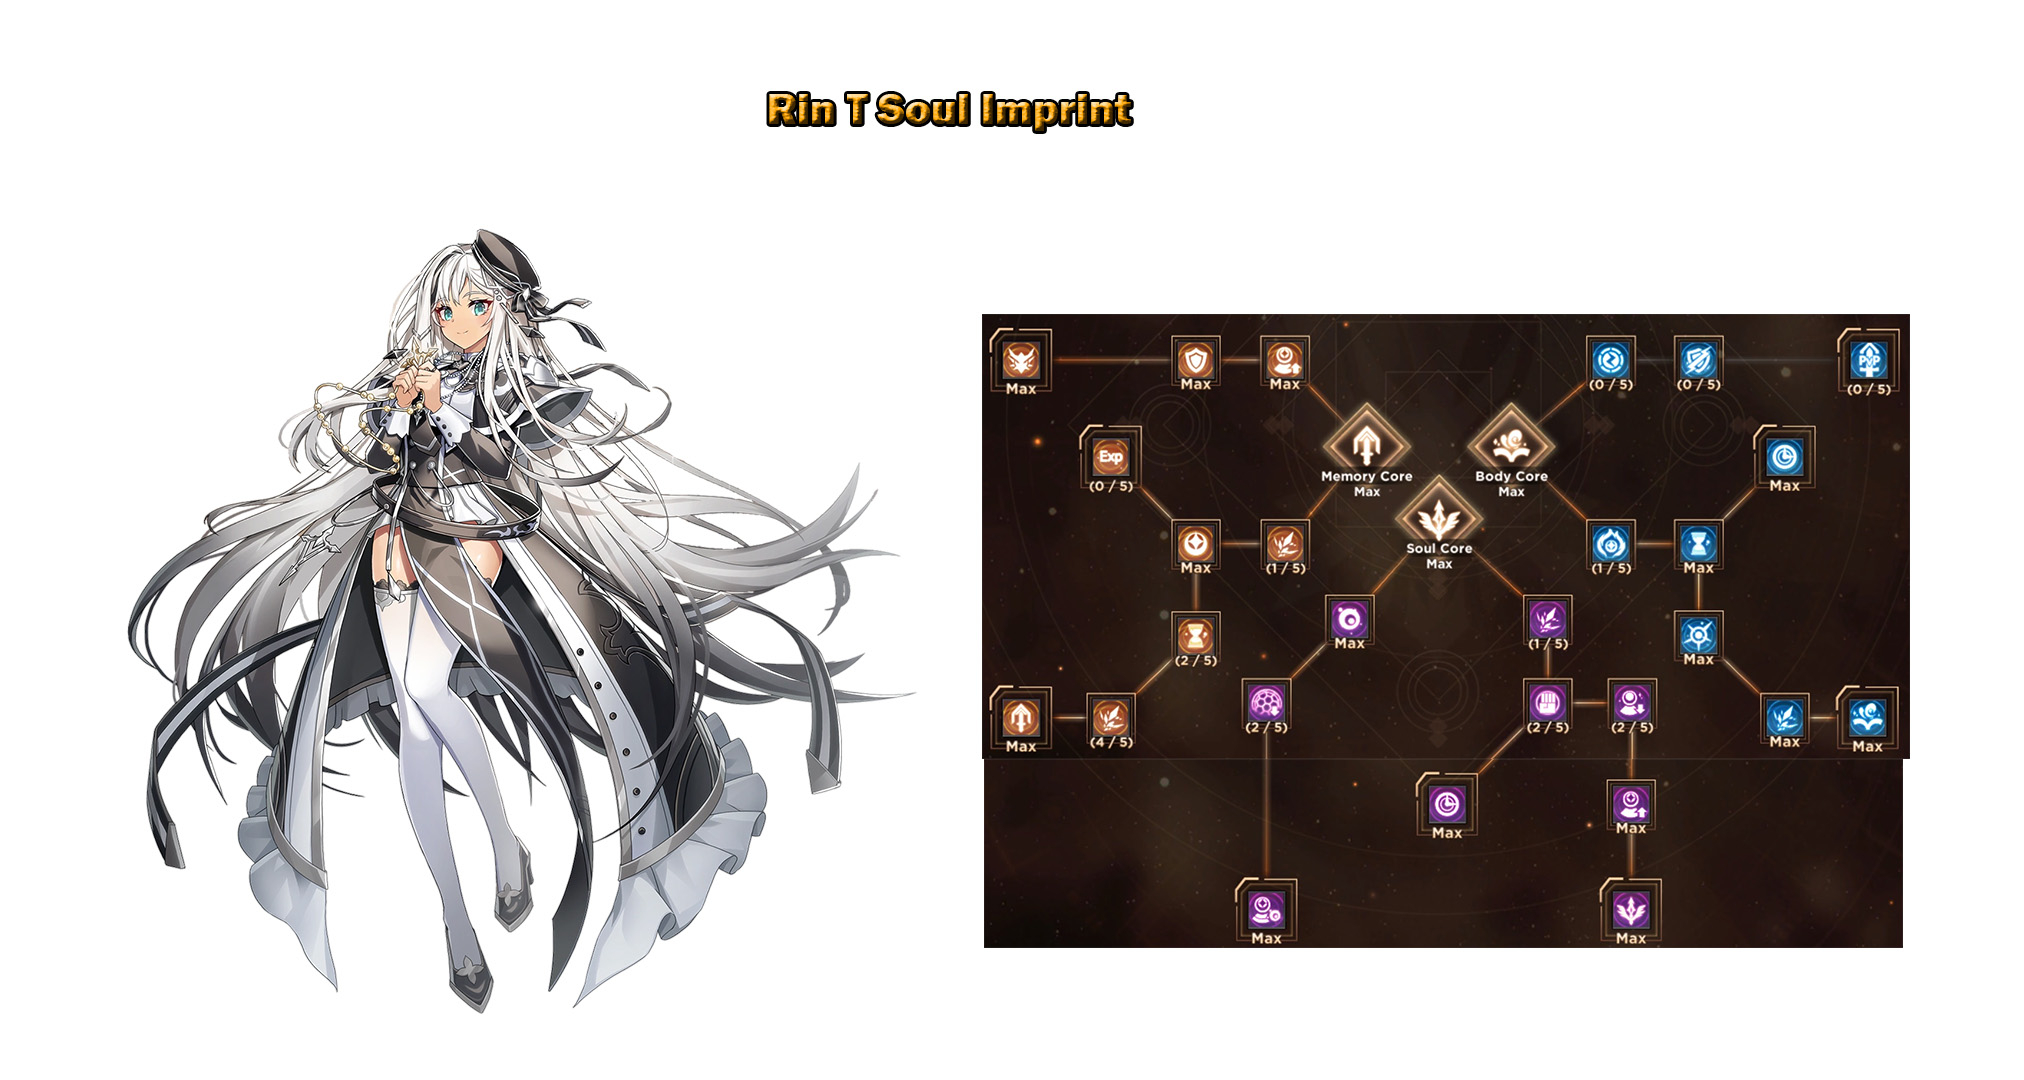 Rin T Soul Imprint
Max
Max
Max
(0 / 5)
(0 / 5)
PvP
(0 / 5)
Exp
(0 / 5)
Memory Core
Max
Body Core
Max
Max
Soul Core
Max
Max
(1 / 5)
(1 / 5)
Max
(2 / 5)
Max
(1 / 5)
Max
Max
(4 / 5)
(2 / 5)
(2 / 5)
(2 / 5)
Max
Max
Max
Max
Max
Max